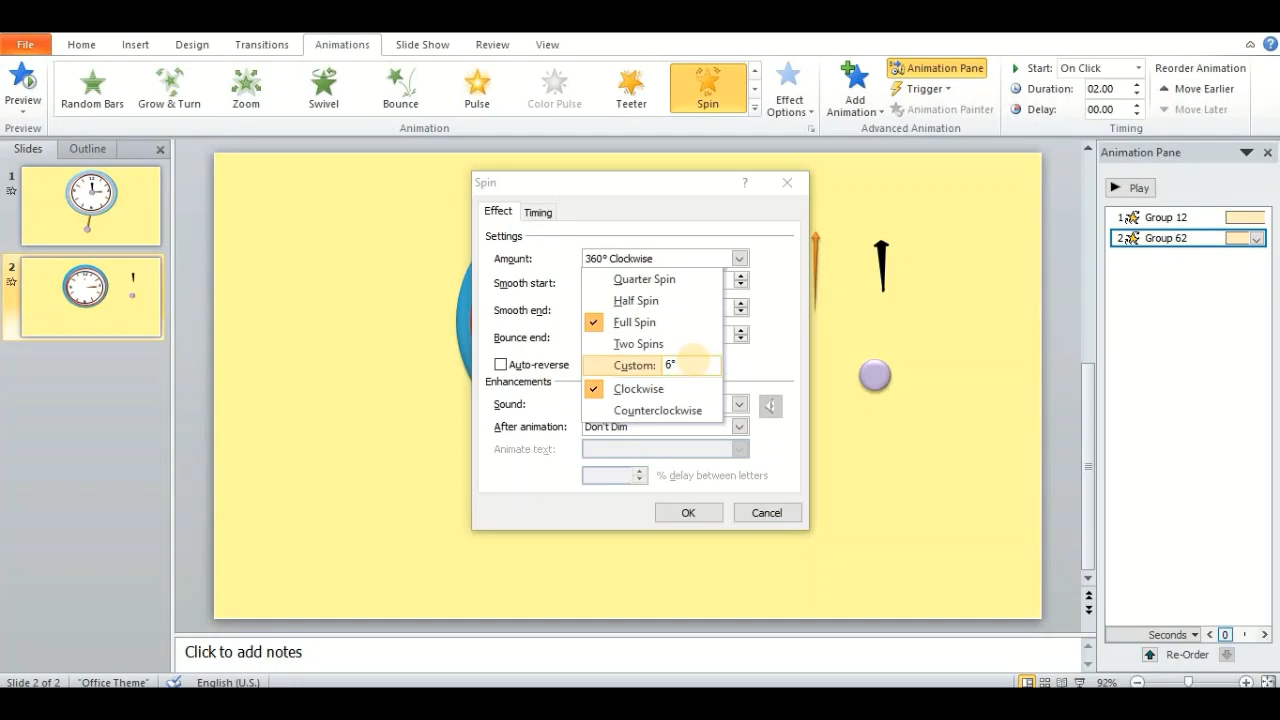 File Home Insert Design Transitions Animations Slide Show Review View
Preview Random Bars Grow & Turn Zoom Swivel Bounce Pulse Color Pulse Teeter Spin Effect Options Add Animation Animation Pane Trigger Animation Painter Start: On Click Duration: 02.00 Delay: 00.00 Reorder Animation Move Earlier Move Later
Preview Animation Advanced Animation Timing
Slides Outline
1
2
Spin ?
Effect Timing
Settings
Amount: 360° Clockwise
Smooth start: Quarter Spin
Half Spin
Smooth end:
Full Spin
Bounce end: Two Spins
Auto-reverse Custom: 6°
Enhancements Clockwise
Sound: Counterclockwise
After animation: Don't Dim
Animate text:
% delay between letters
OK Cancel
Animation Pane
Play
1 Group 12
2 Group 62
Seconds 0
Re-Order
Click to add notes
Slide 2 of 2 "Office Theme" English (U.S.) 92%